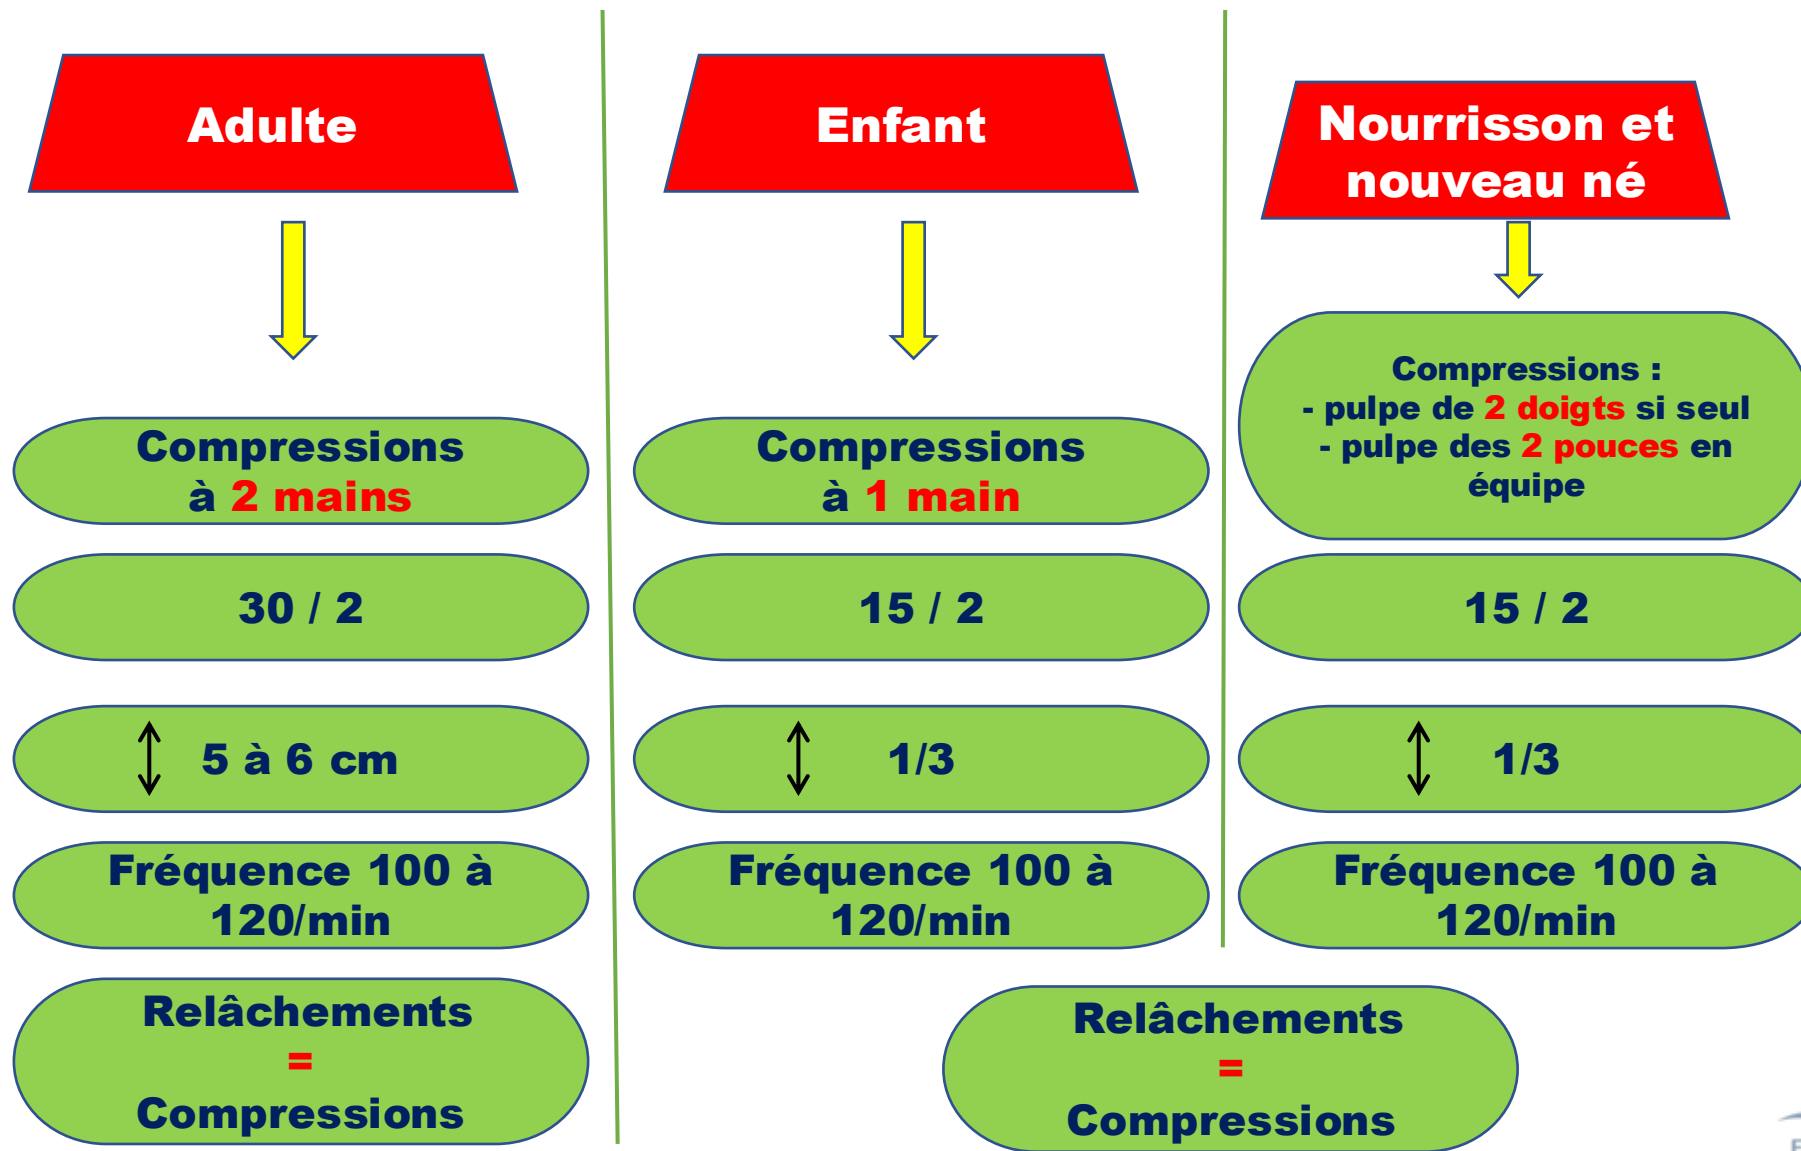 Adulte
Compressions
à 2 mains
30 / 2
5 à 6 cm
Fréquence 100 à
120/min
Relâchements
=
Compressions
Enfant
Compressions
à 1 main
15 / 2
1/3
Fréquence 100 à
120/min
Nourrisson et
nouveau né
Compressions :
- pulpe de 2 doigts si seul
- pulpe des 2 pouces en
équipe
15 / 2
1/3
Fréquence 100 à
120/min
Relâchements
=
Compressions